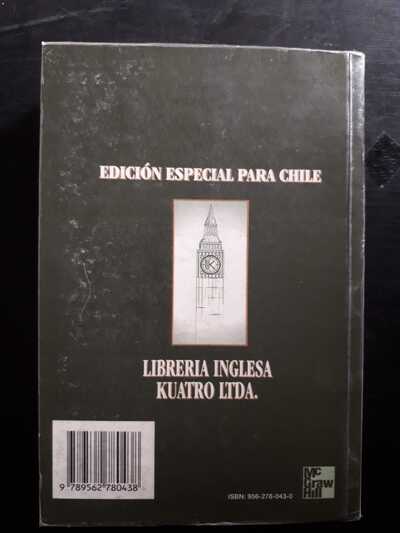 EDICIÓN ESPECIAL PARA CHILE
LIBRERIA INGLESA
KUATRO LTDA.
9 789562 780438
ISBN: 956-278-043-0
Mc
Graw
Hill